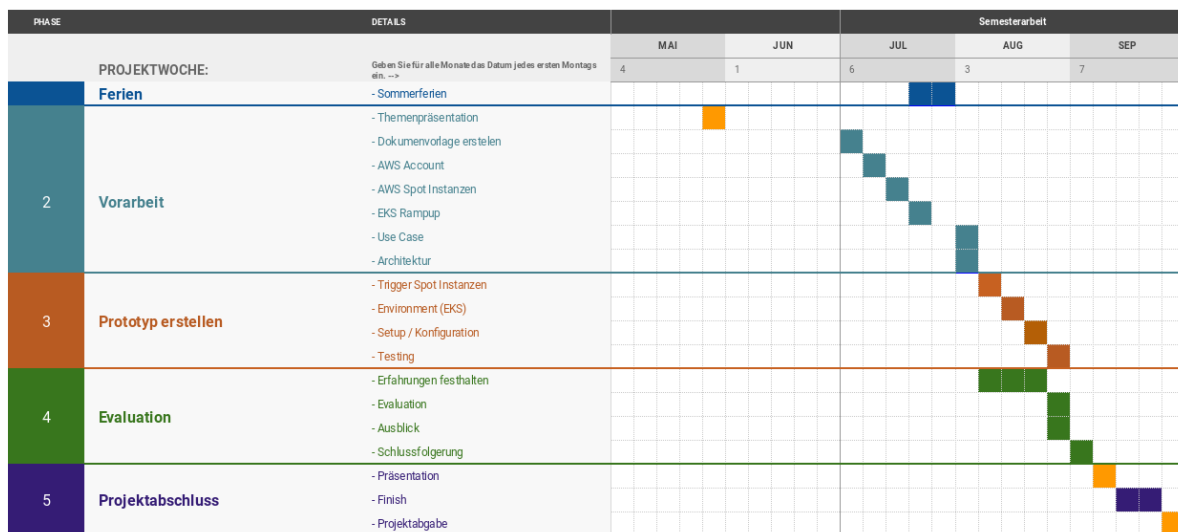 PHASE DETAILS Semesterarbeit
MAI JUN JUL AUG SEP
PROJEKTWOCHE: Geben Sie für alle Monate das Datum jedes ersten Montags
ein. --> 4 1 6 3 7
Ferien - Sommerferien
- Themenpräsentation
- Dokumenvorlage erstelen
- AWS Account
2 Vorarbeit - AWS Spot Instanzen
- EKS Rampup
- Use Case
- Architektur
- Trigger Spot Instanzen
- Environment (EKS)
3 Prototyp erstellen - Setup / Konfiguration
- Testing
- Erfahrungen festhalten
- Evaluation
4 Evaluation - Ausblick
- Schlussfolgerung
- Präsentation
5 Projektabschluss - Finish
- Projektabgabe